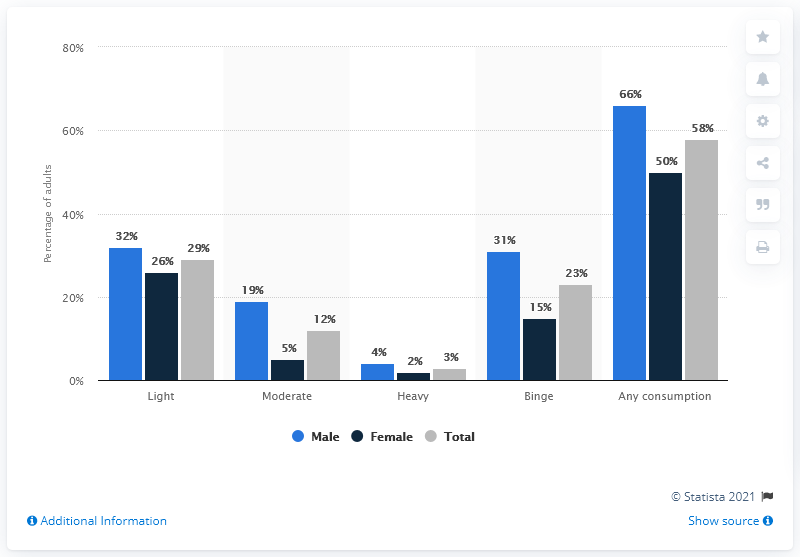 80%
60%
40%
20%
0%
Percentage of adults
32%
26%
29%
19%
5%
12%
4%
2%
3%
31%
15%
23%
66%
50%
58%
Light
Moderate
Heavy
Binge
Any consumption
Male
Female
Total
© Statista 2021
Additional Information
Show source